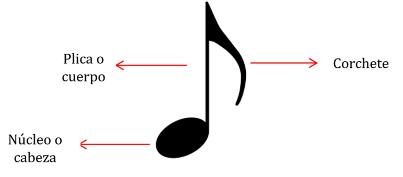 Plica o
cuerpo
Corchete
Núcleo o
cabeza